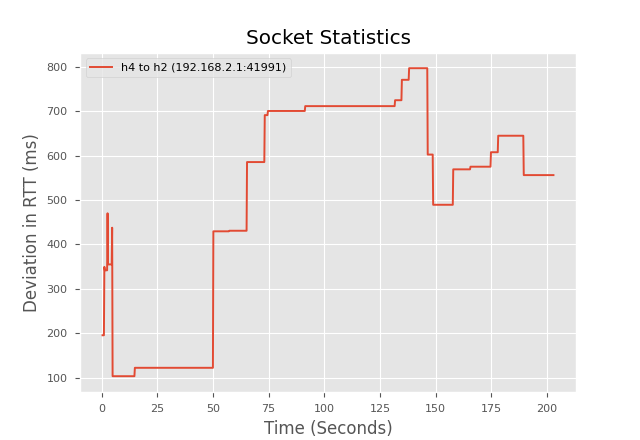 Socket Statistics
h4 to h2 (192.168.2.1:41991)
Deviation in RTT (ms)
800
700
600
500
400
300
200
100
0 25 50 75 100 125 150 175 200
Time (Seconds)